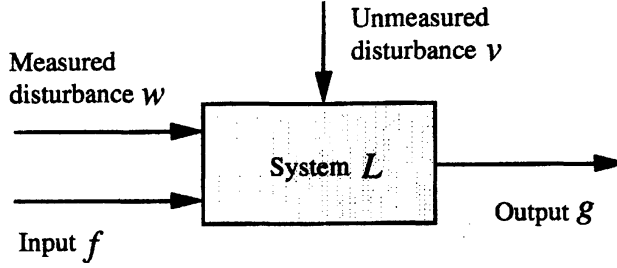 Unmeasured
disturbance v
Measured
disturbance w
System L
Output g
Input f